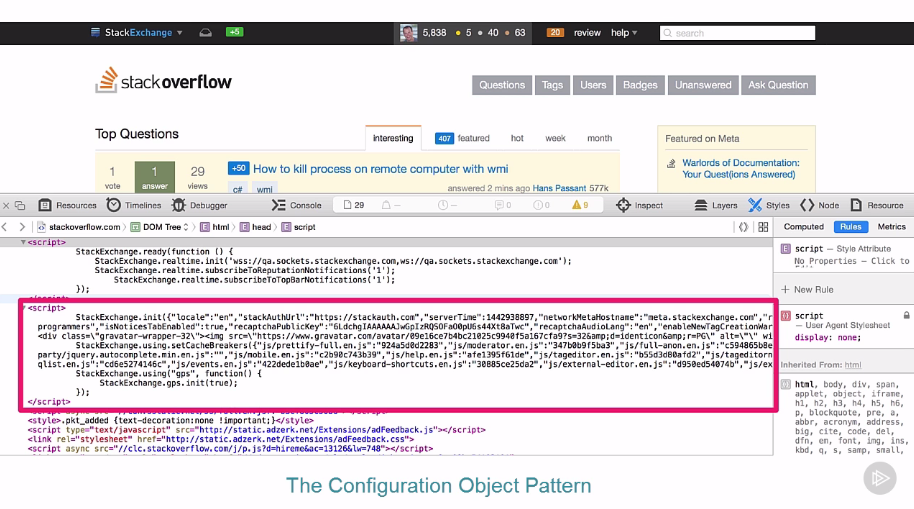 StackExchange +5 5,838 5 40 63 20 review help search
stackoverflow Questions Tags Users Badges Unanswered Ask Question
Top Questions interesting 407 featured hot week month Featured on Meta
1 1 29 +50 How to kill process on remote computer with wmi Warlords of Documentation:
vote answer views c# wmi answered 2 mins ago Hans Passant 577k Your Quest(ions Answered)
Resources Timelines Debugger Console 29 — — 0 0 9 Inspect Layers Styles Node Resource
stackoverflow.com DOM Tree E html E head E script Computed Rules Metrics
<script>
StackExchange.ready(function () {
StackExchange.realtime.init('wss://qa.sockets.stackexchange.com,ws://qa.sockets.stackexchange.com');
StackExchange.realtime.subscribeToReputationNotifications('1');
StackExchange.realtime.subscribeToTopBarNotifications('1');
});
<script>
StackExchange.init({"locale":"en","stackAuthUrl":"https://stackauth.com","serverTime":1442938897,"networkMetaHostname":"meta.stackexchange.com","r
programmers","isNoticesTabEnabled":true,"recaptchaPublicKey":
"recaptchaAudioLang":"en","enableNewTagCreationWar
<div class=\"gravatar-wrapper-32\"><img src=\"https://www.gravatar.com/avatar/09e16ce7b4bc21025c9940f5a167cfa9?s=32&amp;d=identicon&amp;r=PG\" alt=\"\" wi
party/jquery.autocomplete.min.en.js":"","js/mobile.en.js":"c2b90c743b39","js/help.en.js":"afe1395f61de","js/tageditor.en.js":"b55d3d80afd2","js/tageditorn
qlist.en.js":"cd6e5274146c","js/events.en.js":"422dede1b0ae","js/keyboard-shortcuts.en.js":"30885ce25da2","js/external-editor.en.js":"d950ed54074b","js/ex
StackExchange.using.setCacheBreakers({"js/prettify-full.en.js":"924a5d0d2283","js/moderator.en.js":"347b0b9f5ba3","js/full-anon.en.js":"c594865b8e
StackExchange.using("gps", function() {
StackExchange.gps.init(true);
});
</script>
<style>.pkt_added {text-decoration:none !important;}</style>
<script type="text/javascript" src="http://static.adzerk.net/Extensions/adFeedback.js"></script>
<link rel="stylesheet" href="http://static.adzerk.net/Extensions/adFeedback.css">
<script async src="//clc.stackoverflow.com/j/p.js?d=hireme&ac=13126&lw=748"></script>
E script — Style Attribute
No Properties — Click to
+ New Rule
script
— User Agent Stylesheet
display: none;
Inherited From: html
html, body, div, span,
applet, object, iframe,
h1, h2, h3, h4, h5, h6,
p, blockquote, pre, a,
abbr, acronym, address,
big, cite, code, del,
dfn, em, font, img, ins,
kbd, q, s, samp, small,
The Configuration Object Pattern